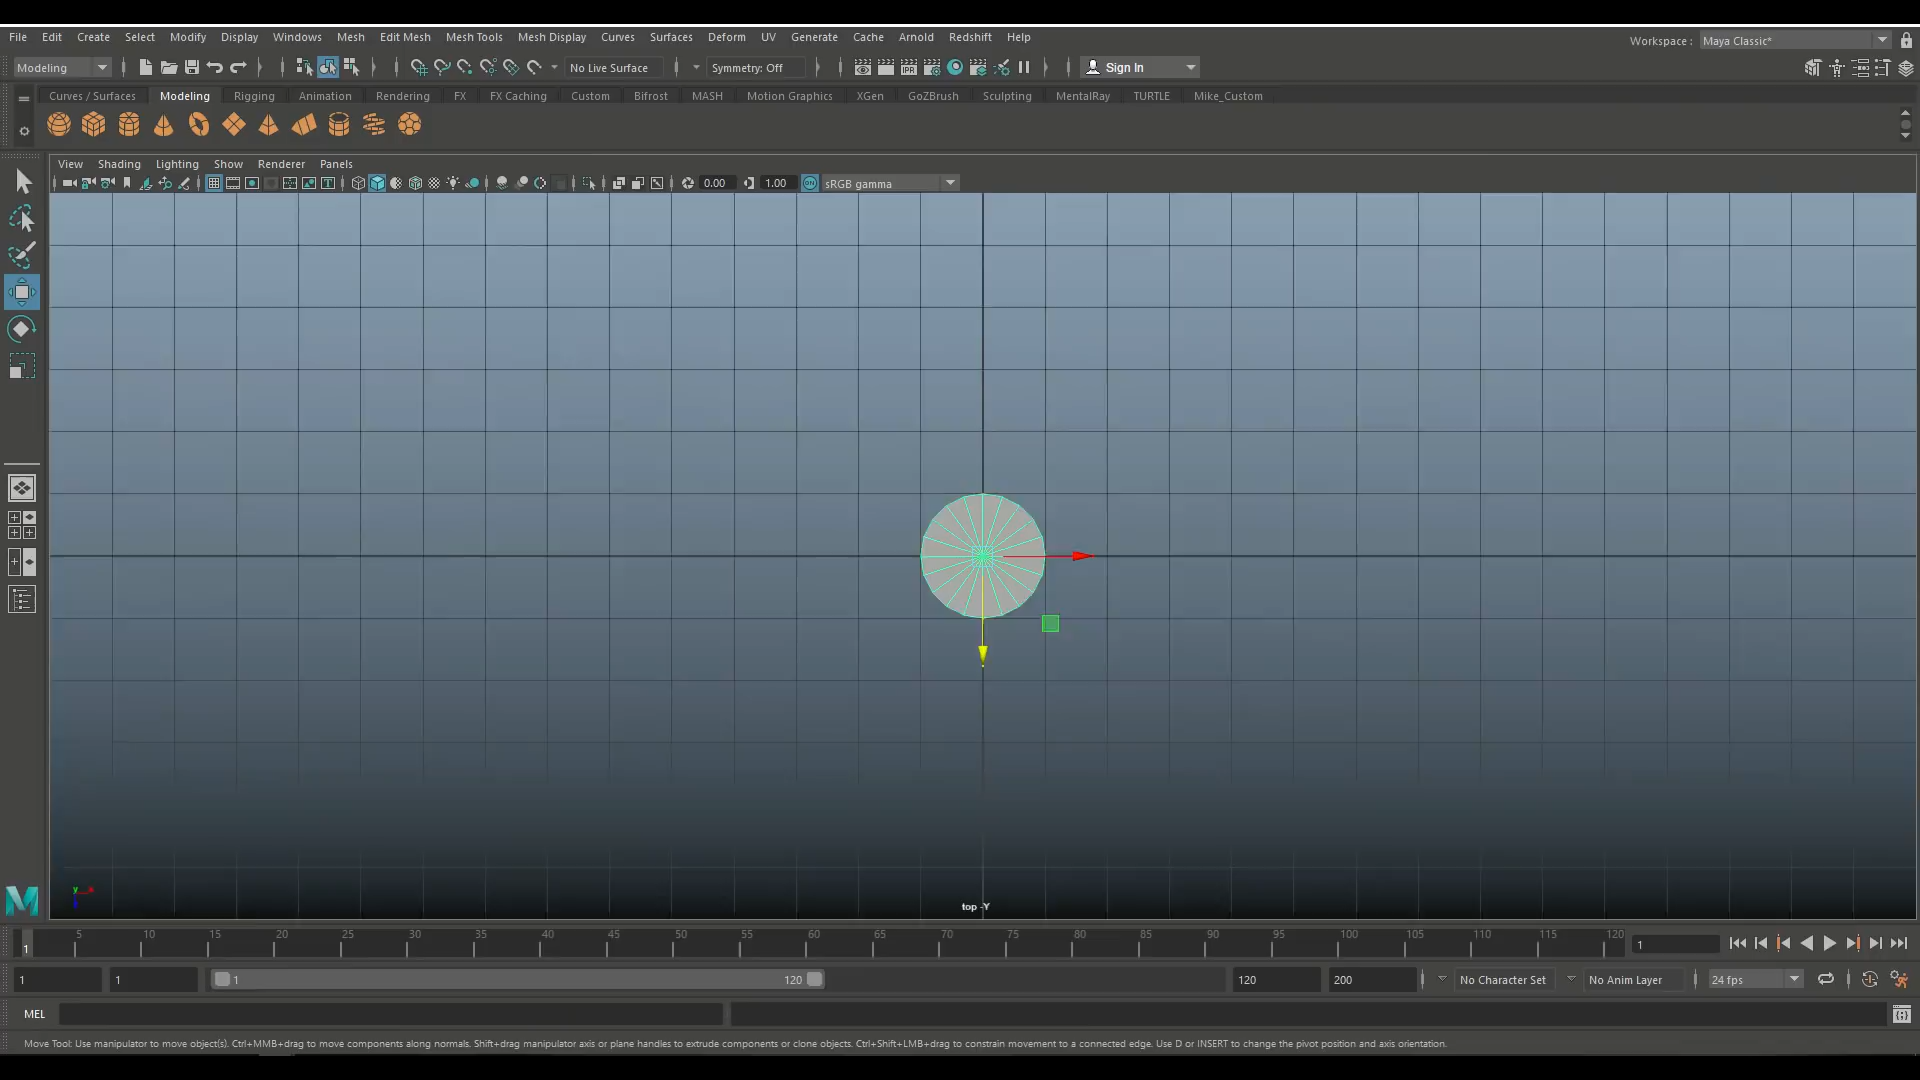 File Edit Create Select Modify Display Windows Mesh Edit Mesh Mesh Tools Mesh Display Curves Surfaces Deform UV Generate Cache Arnold Redshift Help Workspace : Maya Classic*
Modeling No Live Surface Symmetry: Off IPR Sign In
Curves / Surfaces Modeling Rigging Animation Rendering FX FX Caching Custom Bifrost MASH Motion Graphics XGen GoZBrush Sculpting MentalRay TURTLE Mike_Custom
View Shading Lighting Show Renderer Panels
0.00 1.00 ON sRGB gamma
y x
top -Y
1 5 10 15 20 25 30 35 40 45 50 55 60 65 70 75 80 85 90 95 100 105 110 115 120 1
1 1 1 120 120 200 No Character Set No Anim Layer 24 fps
MEL
Move Tool: Use manipulator to move object(s). Ctrl+MMB+drag to move components along normals. Shift+drag manipulator axis or plane handles to extrude components or clone objects. Ctrl+Shift+LMB+drag to constrain movement to a connected edge. Use D or INSERT to change the pivot position and axis orientation.